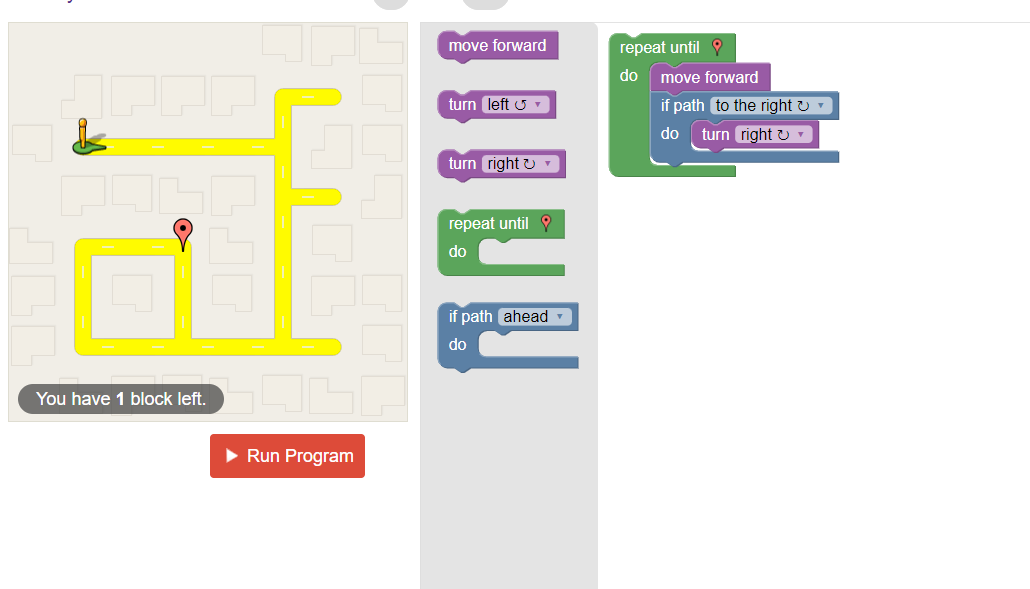 You have 1 block left.
Run Program
move forward
turn left ↺ ▾
turn right ↻ ▾
repeat until
do
if path ahead ▾
do
repeat until
do
move forward
if path to the right ↻ ▾
do
turn right ↻ ▾